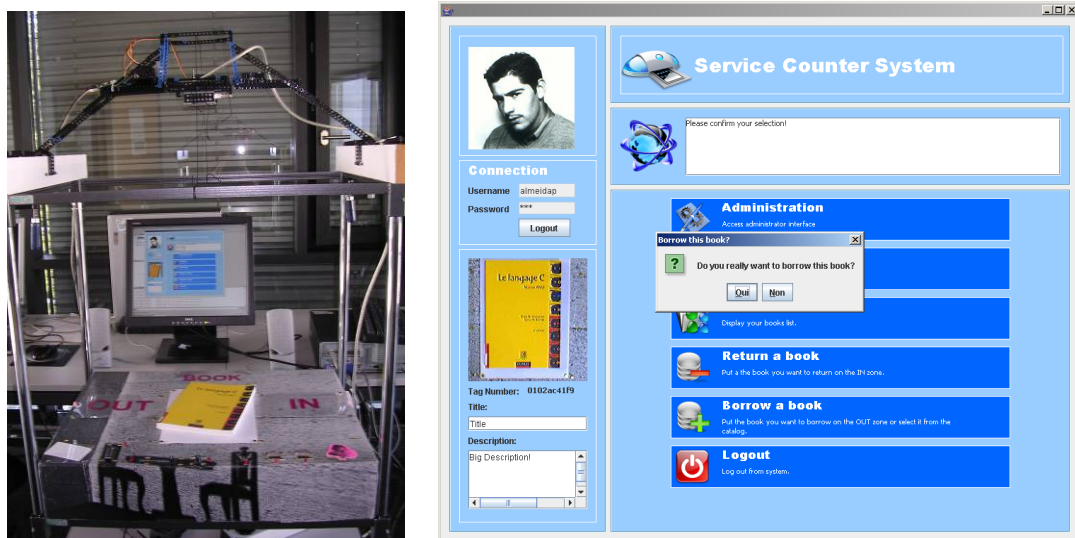 BOOK
OUT
IN
Le langage C
Service Counter System
Please confirm your selection!
Connection
Username almeidap
Password ***
Logout
Le langage C
Tag Number: 0102ac41f9
Title:
Title
Description:
Big Description!
Administration
Access administrator interface
Borrow this book?
Do you really want to borrow this book?
Oui Non
Display your books list.
Return a book
Put a the book you want to return on the IN zone.
Borrow a book
Put the book you want to borrow on the OUT zone or select it from the
catalog.
Logout
Log out from system.